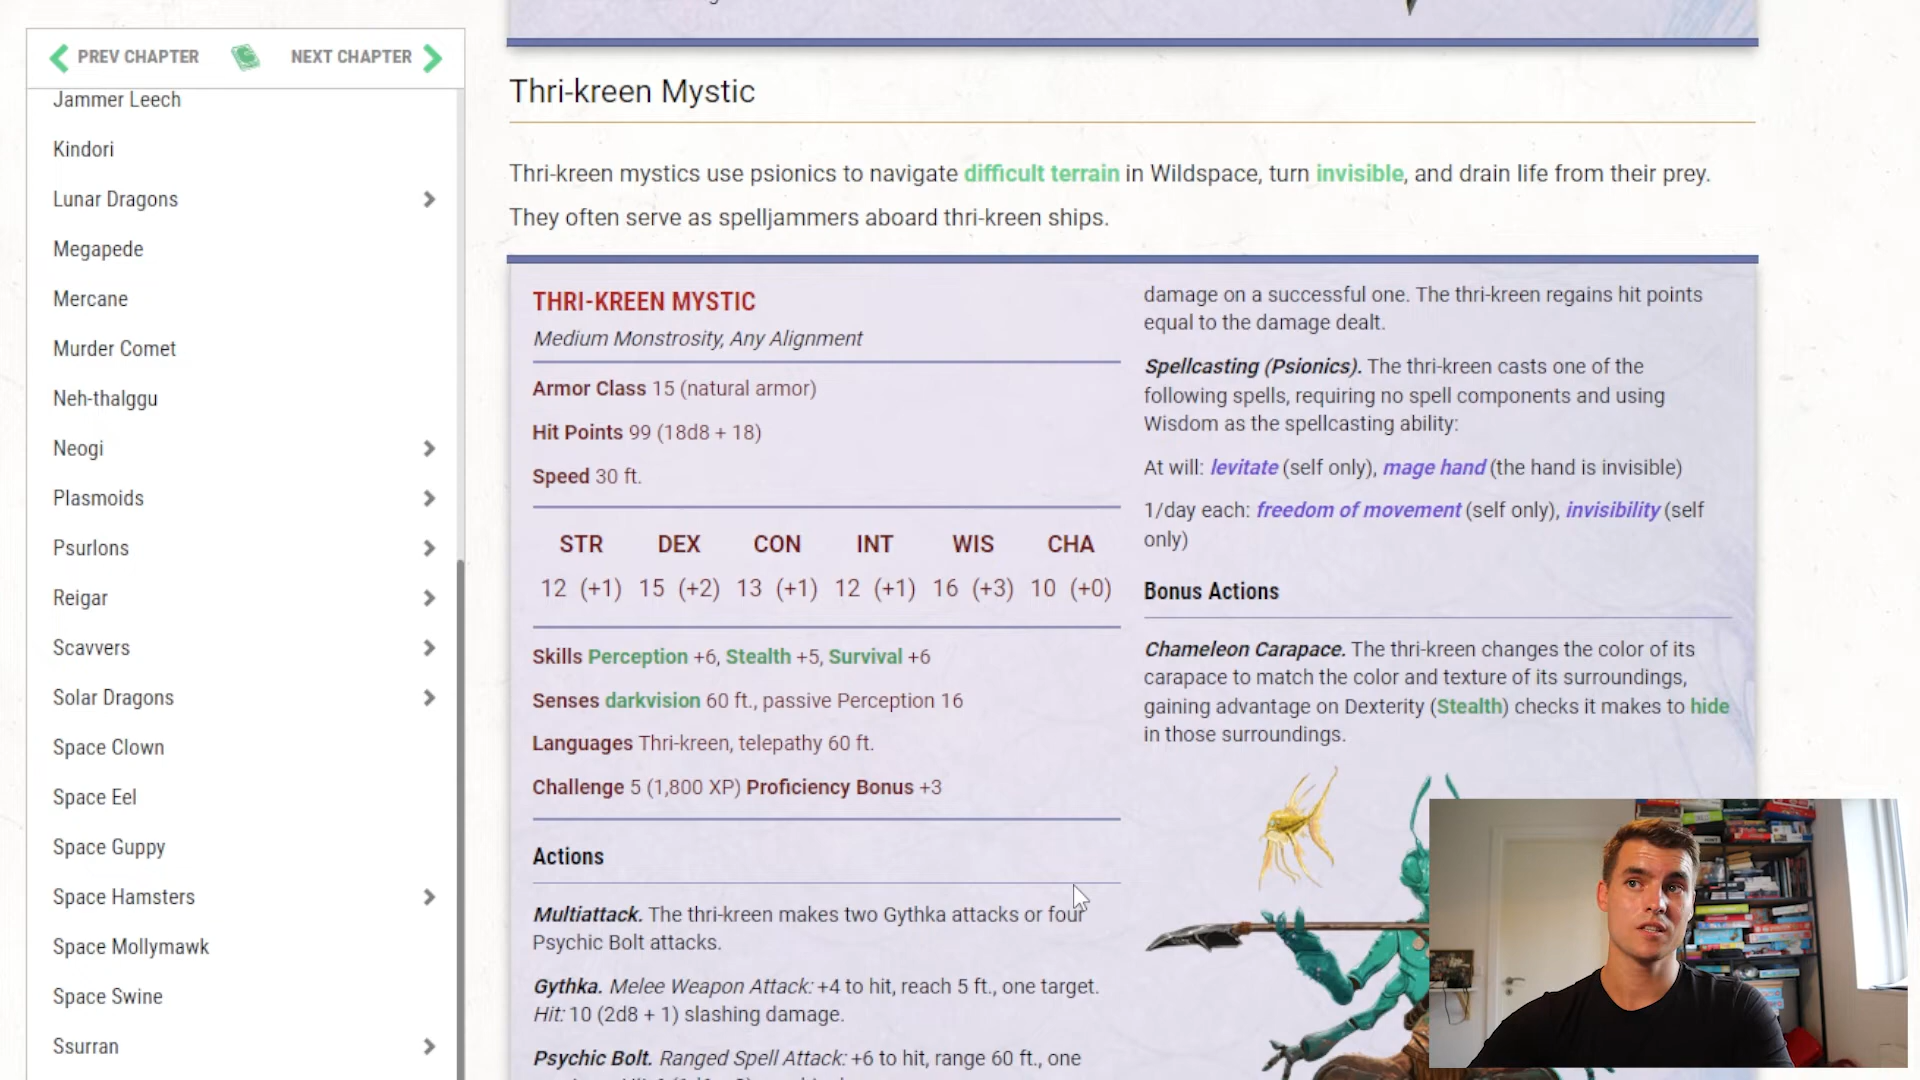 PREV CHAPTER
NEXT CHAPTER
Jammer Leech
Kindori
Lunar Dragons
Megapede
Mercane
Murder Comet
Neh-thalggu
Neogi
Plasmoids
Psurlons
Reigar
Scavvers
Solar Dragons
Space Clown
Space Eel
Space Guppy
Space Hamsters
Space Mollymawk
Space Swine
Ssurran
Thri-kreen Mystic
Thri-kreen mystics use psionics to navigate difficult terrain in Wildspace, turn invisible, and drain life from their prey.
They often serve as spelljammers aboard thri-kreen ships.
THRI-KREEN MYSTIC
Medium Monstrosity, Any Alignment
Armor Class 15 (natural armor)
Hit Points 99 (18d8 + 18)
Speed 30 ft.
STR DEX CON INT WIS CHA
12 (+1) 15 (+2) 13 (+1) 12 (+1) 16 (+3) 10 (+0)
Skills Perception +6, Stealth +5, Survival +6
Senses darkvision 60 ft., passive Perception 16
Languages Thri-kreen, telepathy 60 ft.
Challenge 5 (1,800 XP) Proficiency Bonus +3
Actions
Multiattack. The thri-kreen makes two Gythka attacks or four
Psychic Bolt attacks.
Gythka. Melee Weapon Attack: +4 to hit, reach 5 ft., one target.
Hit: 10 (2d8 + 1) slashing damage.
Psychic Bolt. Ranged Spell Attack: +6 to hit, range 60 ft., one
damage on a successful one. The thri-kreen regains hit points
equal to the damage dealt.
Spellcasting (Psionics). The thri-kreen casts one of the
following spells, requiring no spell components and using
Wisdom as the spellcasting ability:
At will: levitate (self only), mage hand (the hand is invisible)
1/day each: freedom of movement (self only), invisibility (self
only)
Bonus Actions
Chameleon Carapace. The thri-kreen changes the color of its
carapace to match the color and texture of its surroundings,
gaining advantage on Dexterity (Stealth) checks it makes to hide
in those surroundings.